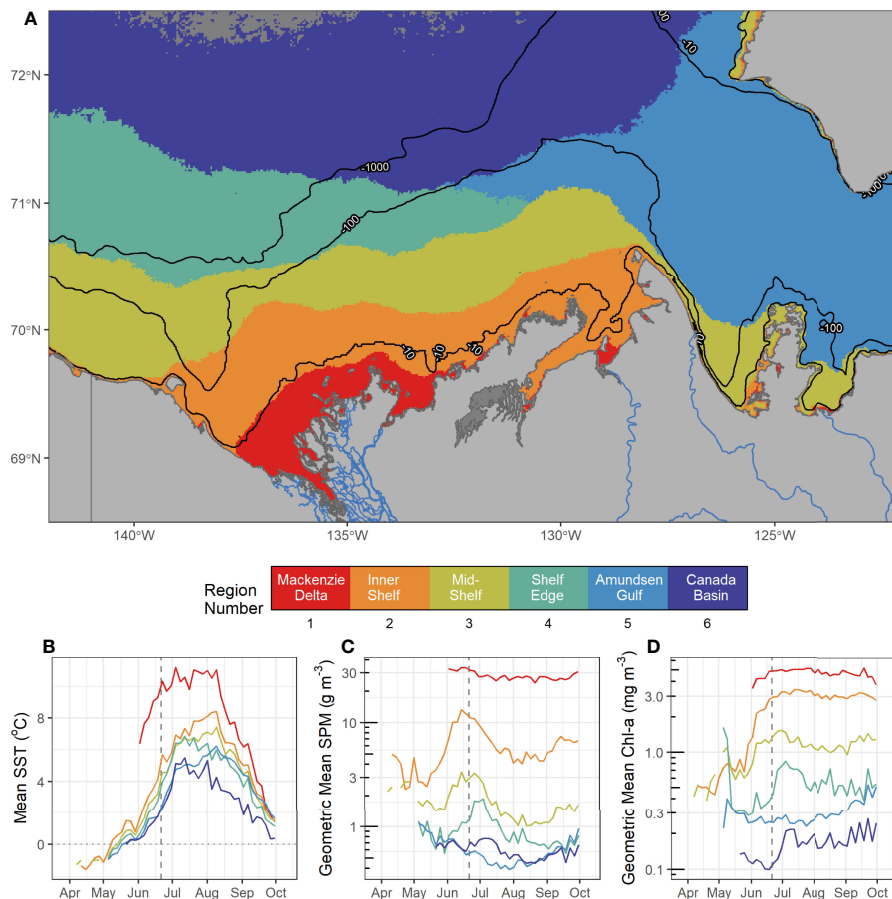 A
72°N
71°N
70°N
69°N
140°W
135°W
130°W
125°W
-10
-1000
-100
-10
-10
-10
-100
Region
Number
Mackenzie
Delta
Inner
Shelf
Mid-
Shelf
Shelf
Edge
Amundsen
Gulf
Canada
Basin
1 2 3 4 5 6
B
Mean SST (°C)
8
4
0
Apr May Jun Jul Aug Sep Oct
C
Geometric Mean SPM (g m⁻³)
30
10
3
1
Apr May Jun Jul Aug Sep Oct
D
Geometric Mean Chl-a (mg m⁻³)
3.0
1.0
0.3
0.1
Apr May Jun Jul Aug Sep Oct